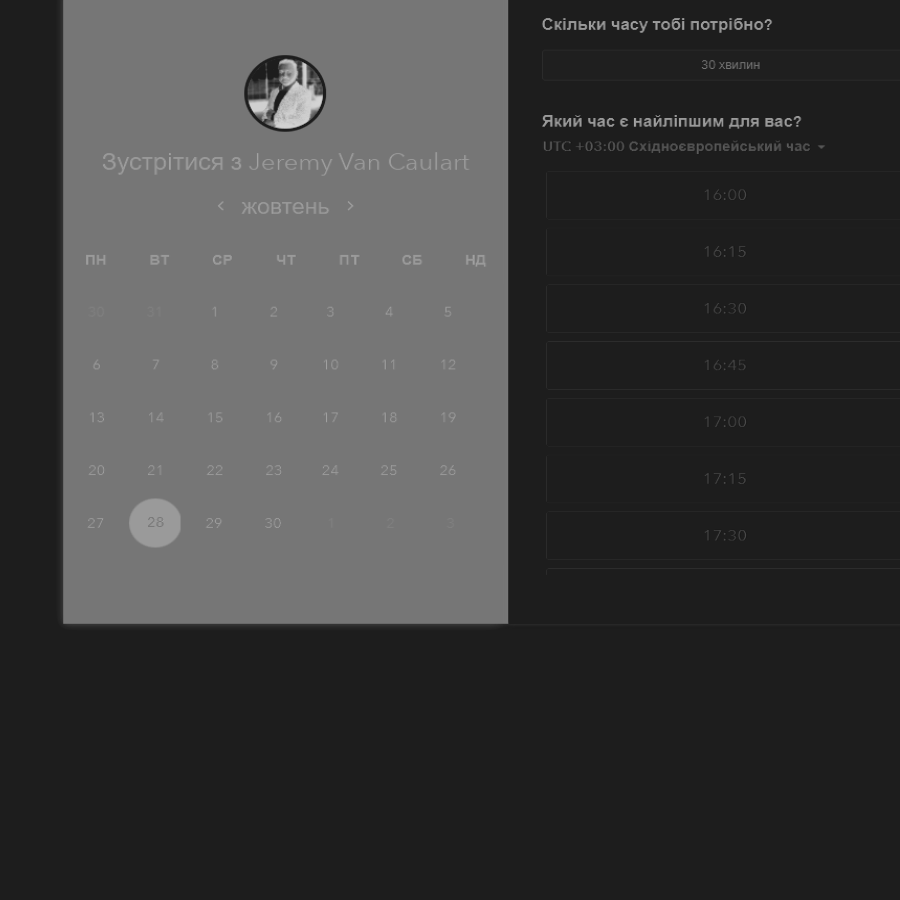 Зустрітися з Jeremy Van Caulart
жовтень
ПН ВТ СР ЧТ ПТ СБ НД
30 31 1 2 3 4 5
6 7 8 9 10 11 12
13 14 15 16 17 18 19
20 21 22 23 24 25 26
27 28 29 30 1 2 3
Скільки часу тобі потрібно?
30 хвилин
Який час є найліпшим для вас?
UTC +03:00 Східноєвропейський час
16:00
16:15
16:30
16:45
17:00
17:15
17:30